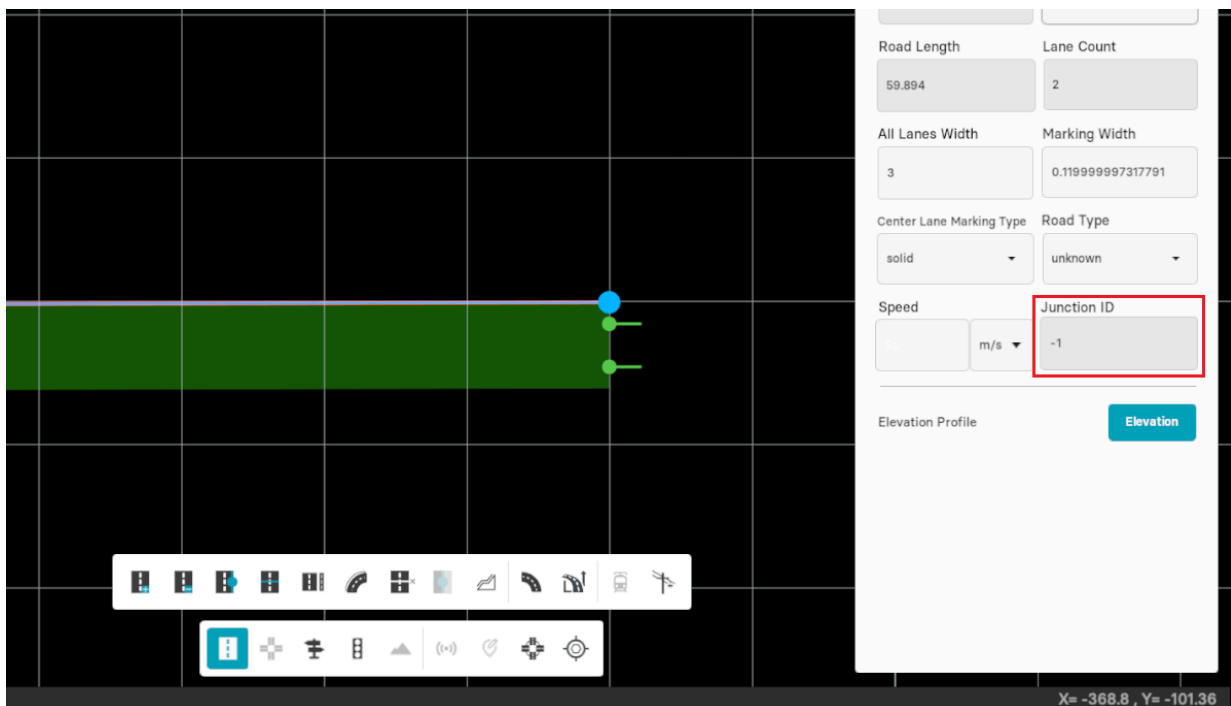 Road Length Lane Count
59.894 2
All Lanes Width Marking Width
3 0.119999997317791
Center Lane Marking Type Road Type
solid unknown
Speed Junction ID
m/s -1
Elevation Profile Elevation
X= -368.8 , Y= -101.36